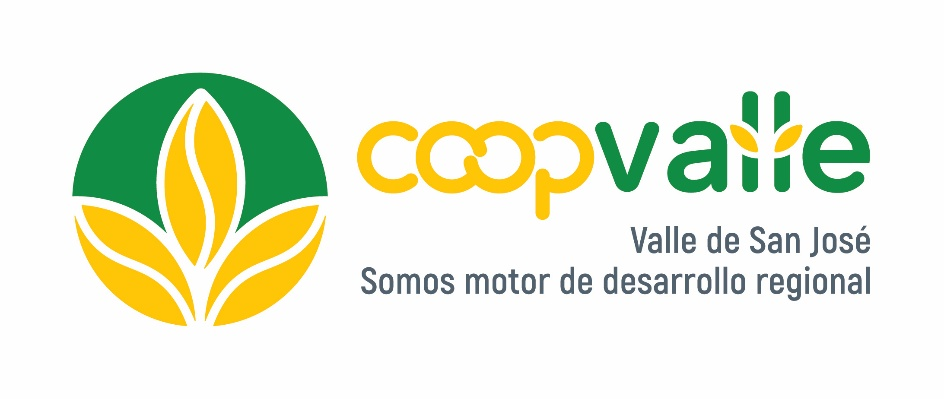 coopvalle
Valle de San José
Somos motor de desarrollo regional